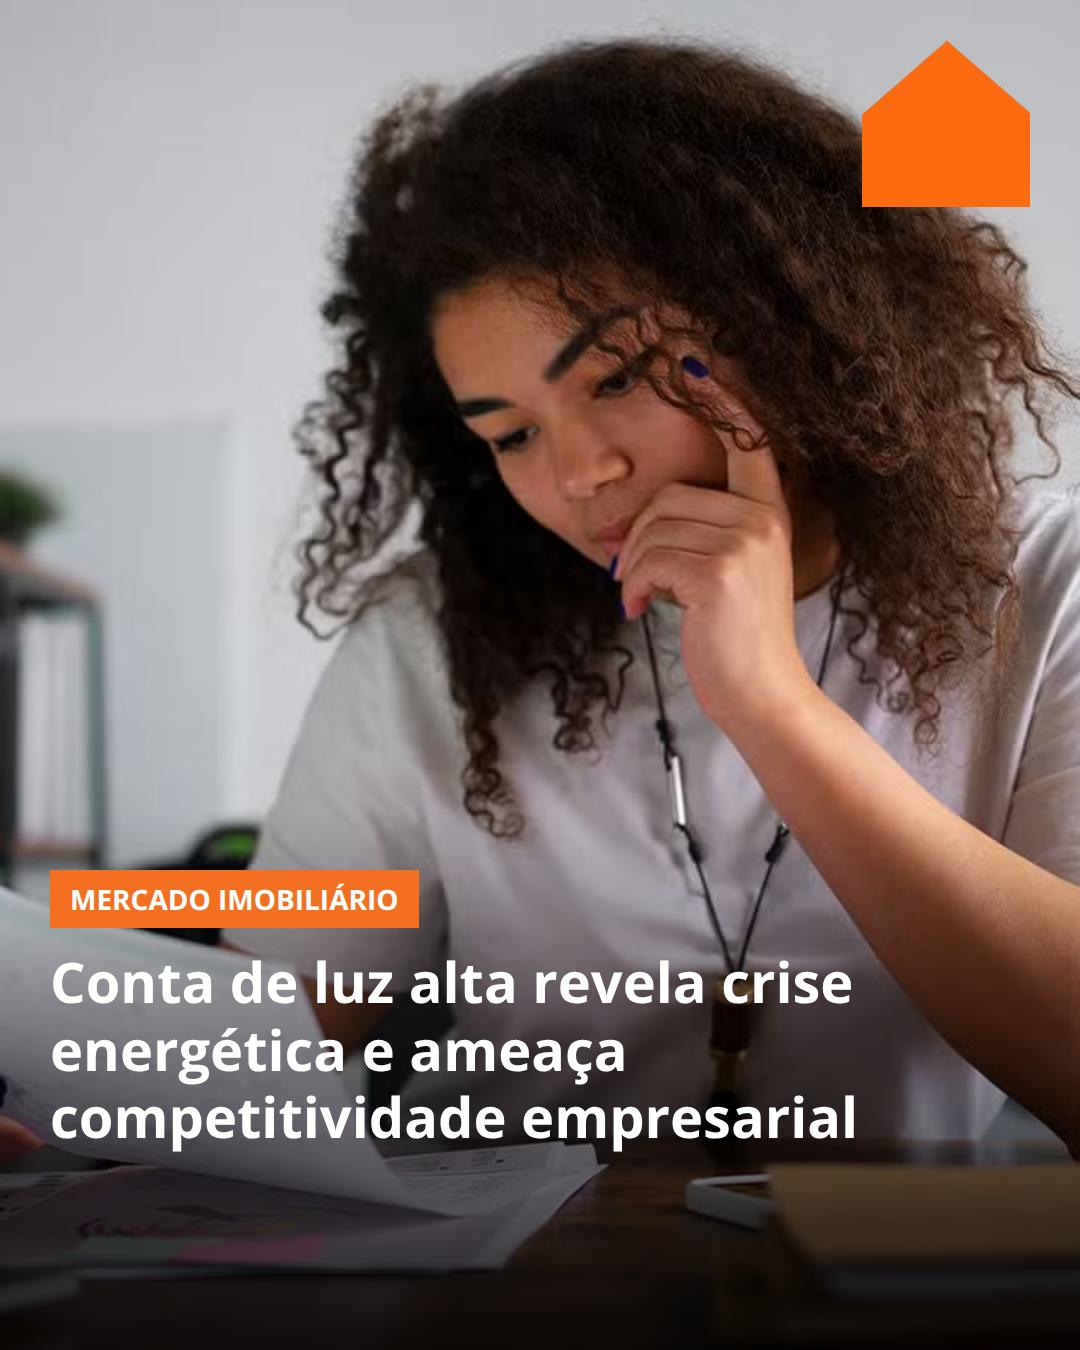 MERCADO IMOBILIÁRIO
Conta de luz alta revela crise
energética e ameaça
competitividade empresarial